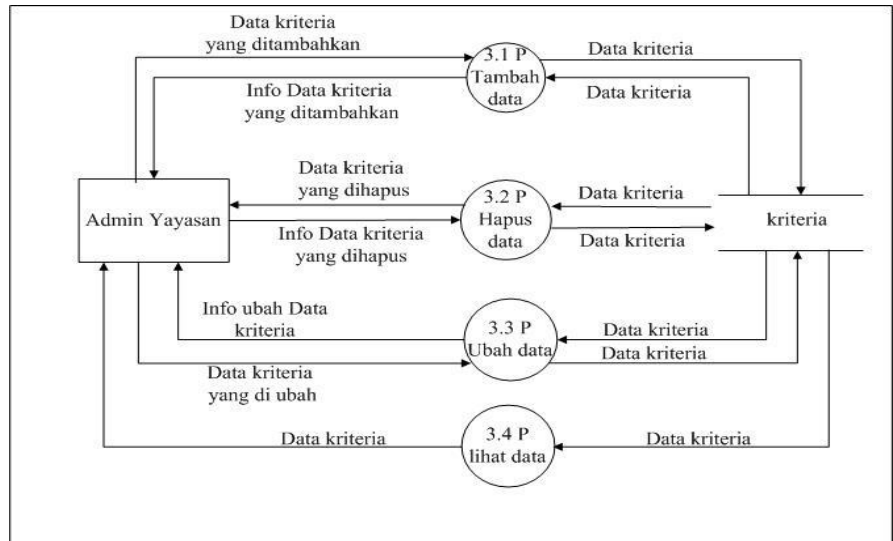 Data kriteria
yang ditambahkan
3.1 P
Tambah
data
Data kriteria
Info Data kriteria
yang ditambahkan
Data kriteria
Admin Yayasan
Data kriteria
yang dihapus
3.2 P
Hapus
data
Data kriteria
kriteria
Info Data kriteria
yang dihapus
Data kriteria
Info ubah Data
kriteria
3.3 P
Ubah data
Data kriteria
Data kriteria
Data kriteria
yang di ubah
Data kriteria
3.4 P
lihat data
Data kriteria